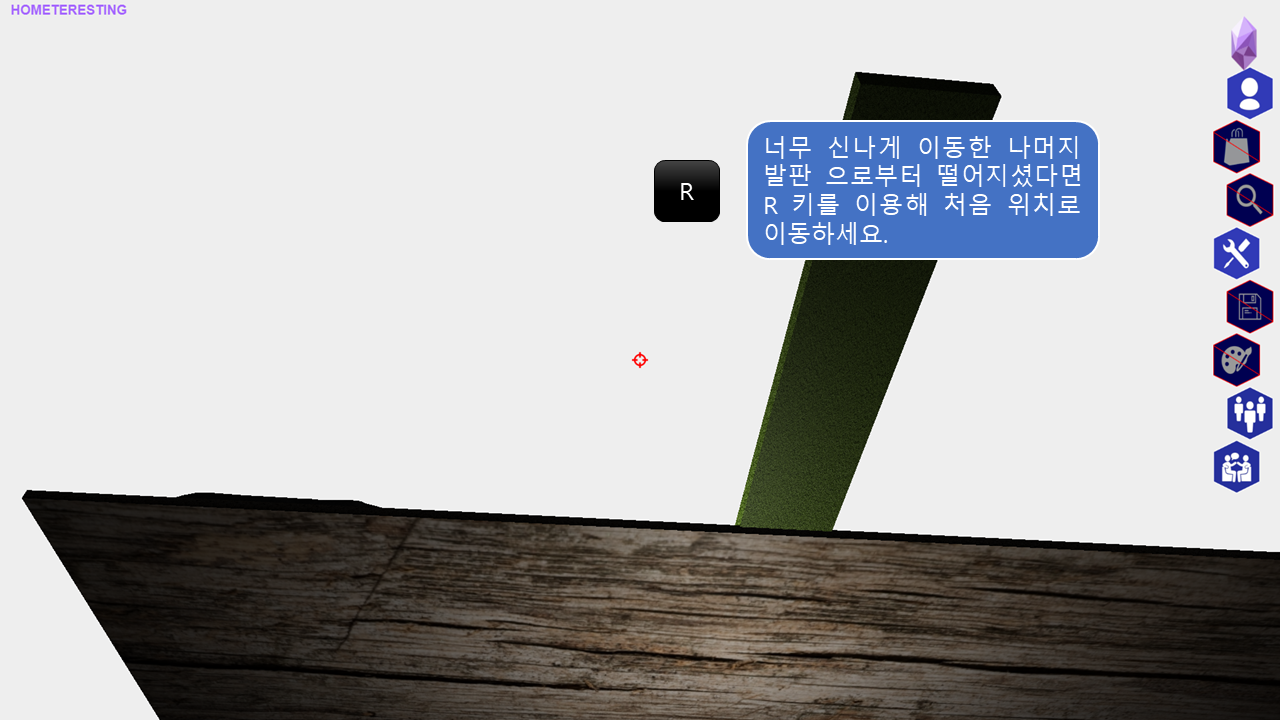 HOMETERESTING
너무 신나게 이동한 나머지
발판 으로부터 떨어지셨다면
R
R 키를 이용해 처음 위치로
이동하세요.